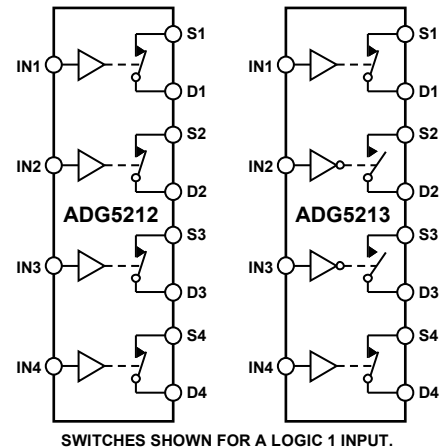 S1
IN1
D1
S2
IN2
D2
ADG5212
S3
IN3
D3
S4
IN4
D4
S1
IN1
D1
S2
IN2
D2
ADG5213
S3
IN3
D3
S4
IN4
D4
SWITCHES SHOWN FOR A LOGIC 1 INPUT.